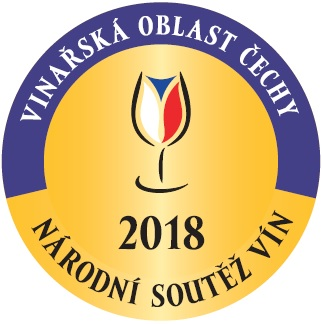 VINAŘSKÁ OBLAST ČECHY
2018
NÁRODNÍ SOUTĚŽ VÍN